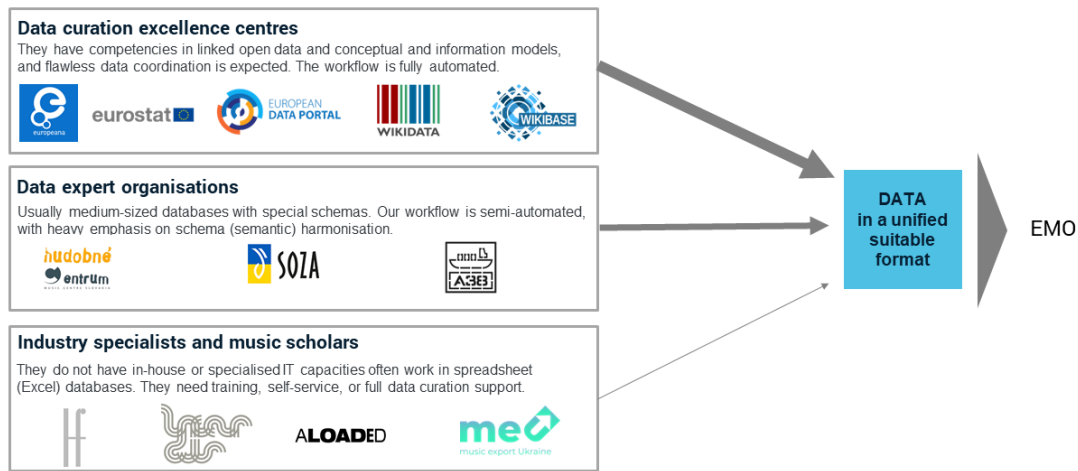 Data curation excellence centres
They have competencies in linked open data and conceptual and information models,
and flawless data coordination is expected. The workflow is fully automated.
europeana
eurostat
EUROPEAN
DATA PORTAL
WIKIDATA
WIKIBASE
Data expert organisations
Usually medium-sized databases with special schemas. Our workflow is semi-automated,
with heavy emphasis on schema (semantic) harmonisation.
hudobné
centrum
MUSIC CENTRE SLOVAKIA
SOZA
A38
Industry specialists and music scholars
They do not have in-house or specialised IT capacities often work in spreadsheet
(Excel) databases. They need training, self-service, or full data curation support.
ALOADED
meu
music export Ukraine
DATA
in a unified
suitable
format
EMO